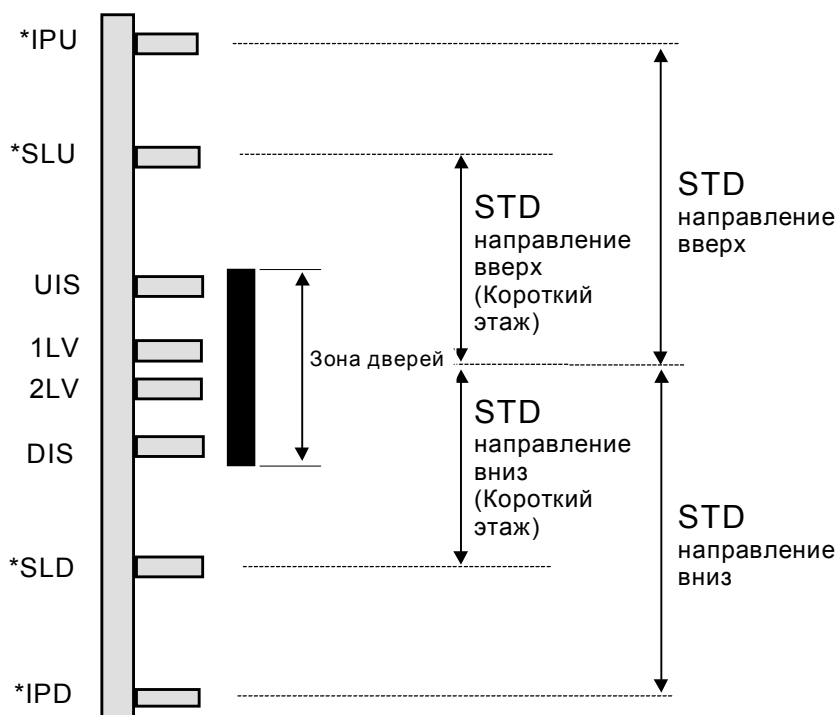 *IPU
*SLU
UIS
1LV
2LV
DIS
*SLD
*IPD
Зона дверей
STD
направление
вверх
(Короткий
этаж)
STD
направление
вниз
(Короткий
этаж)
STD
направление
вверх
STD
направление
вниз